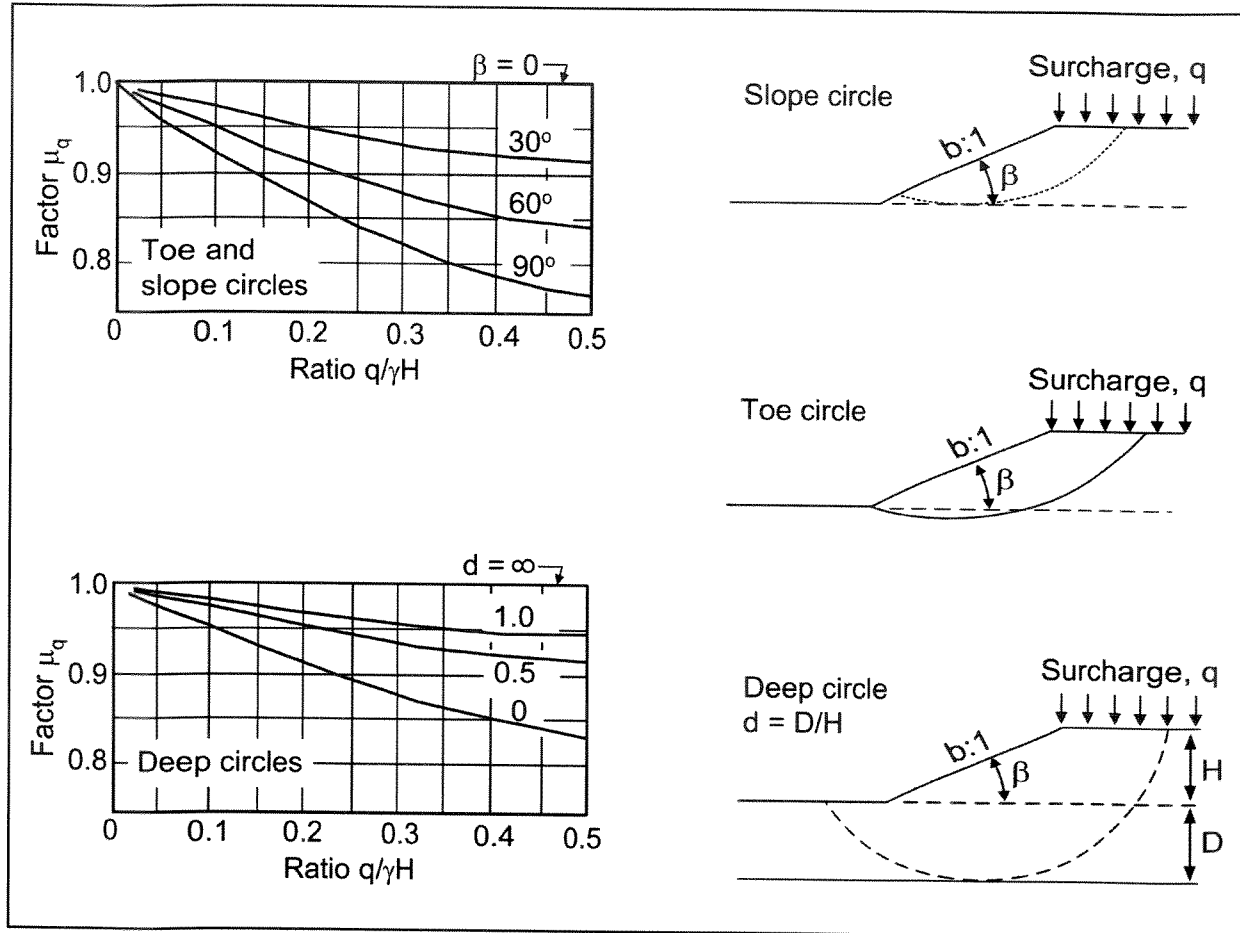 β = 0
1.0
0.9
0.8
Factor μq
30°
60°
90°
Toe and
slope circles
0 0.1 0.2 0.3 0.4 0.5
Ratio q/γH
Surcharge, q
Slope circle
b:1
β
Surcharge, q
Toe circle
b:1
β
d = ∞
1.0
0.9
0.8
Factor μq
1.0
0.5
0
Deep circles
0 0.1 0.2 0.3 0.4 0.5
Ratio q/γH
Surcharge, q
Deep circle
d = D/H
b:1
β
H
D